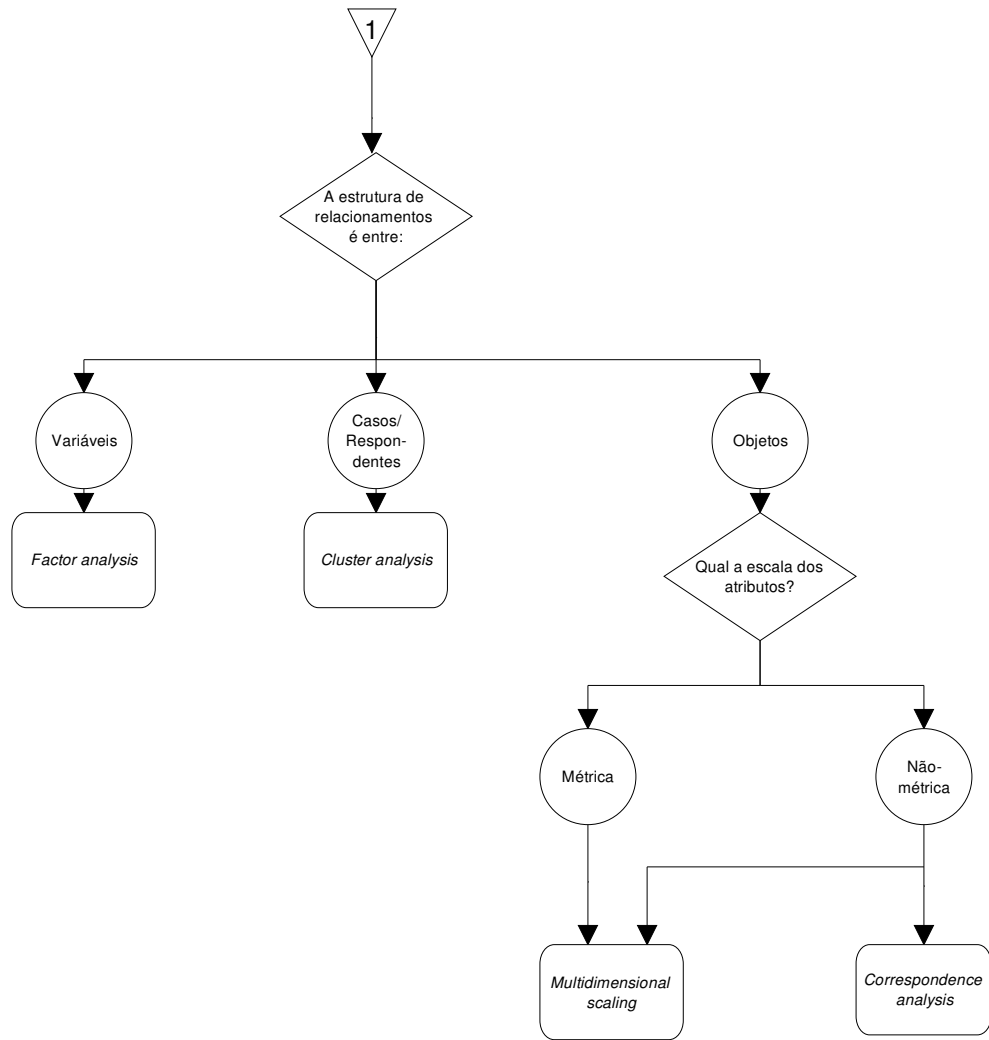 1
A estrutura de
relacionamentos
é entre:
Variáveis
Casos/
Respon-
dentes
Objetos
Factor analysis
Cluster analysis
Qual a escala dos
atributos?
Métrica
Não-
métrica
Multidimensional
scaling
Correspondence
analysis